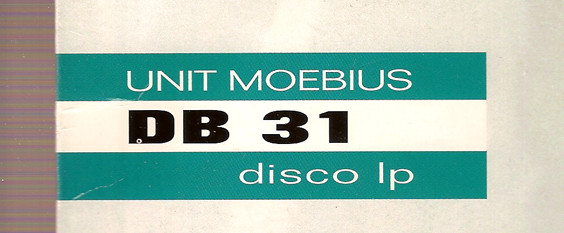 UNIT MOEBIUS
DB 31
disco lp